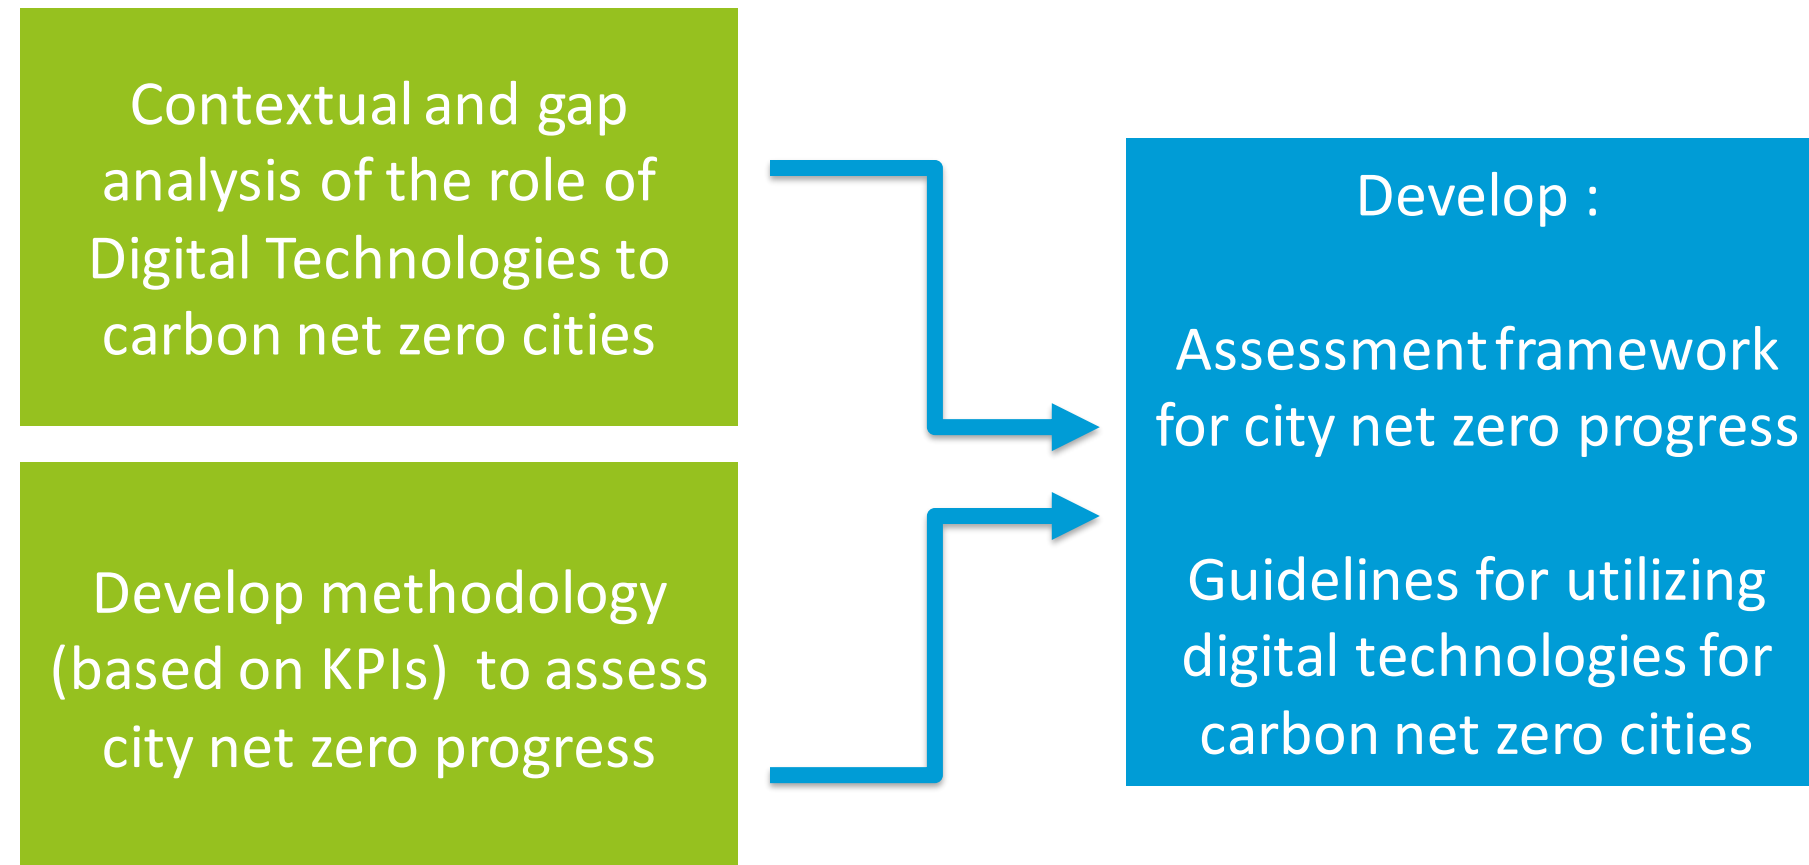 Contextual and gap
analysis of the role of
Digital Technologies to
carbon net zero cities
Develop methodology
(based on KPIs) to assess
city net zero progress
Develop :
Assessment framework
for city net zero progress
Guidelines for utilizing
digital technologies for
carbon net zero cities